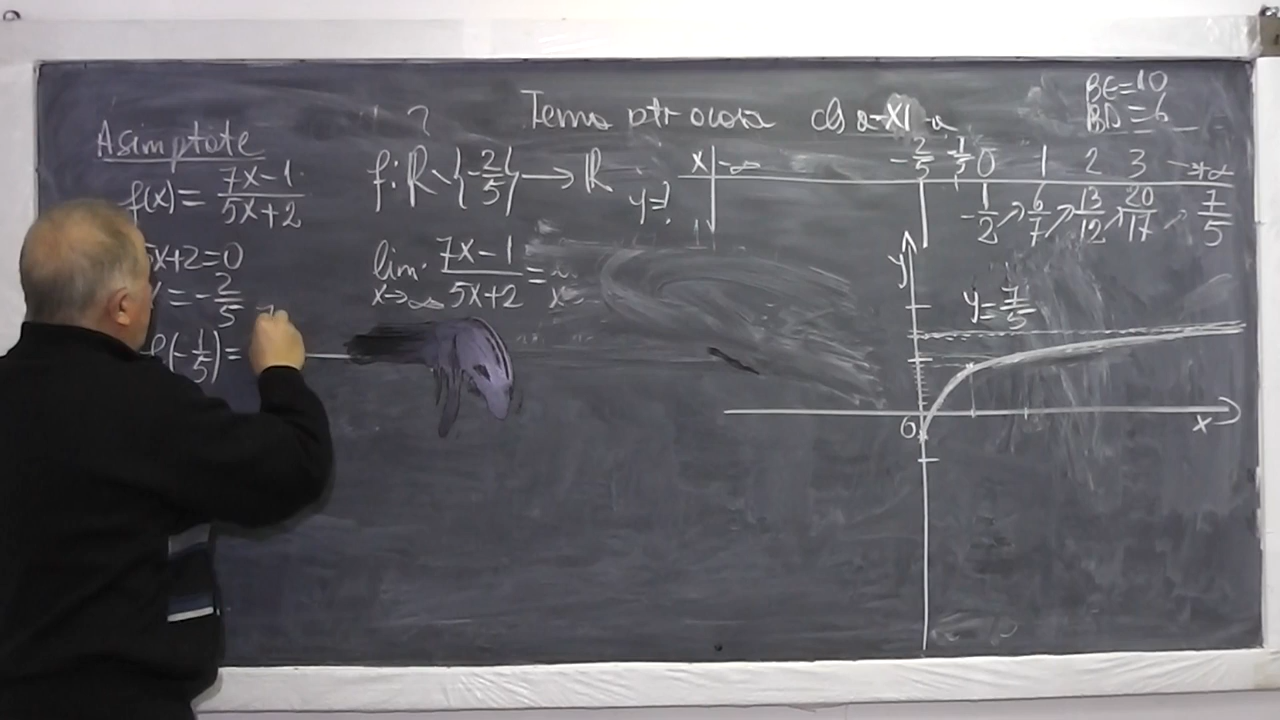 BE=10
BD=6
Tema ptr acasa cls a-XI-a
Asimptote
f(x)= 7x-1/5x+2
f:R\{-2/5}→R
x -∞ -2/5 -1/5 0 1 2 3 →+∞
y -1/2 ↗ 6/7 ↗ 13/12 ↗ 20/17 ↗ 7/5
5x+2=0
x=-2/5
lim x→∞ 7x-1/5x+2 =
f(-1/5)=
y
y=7/5
0
x